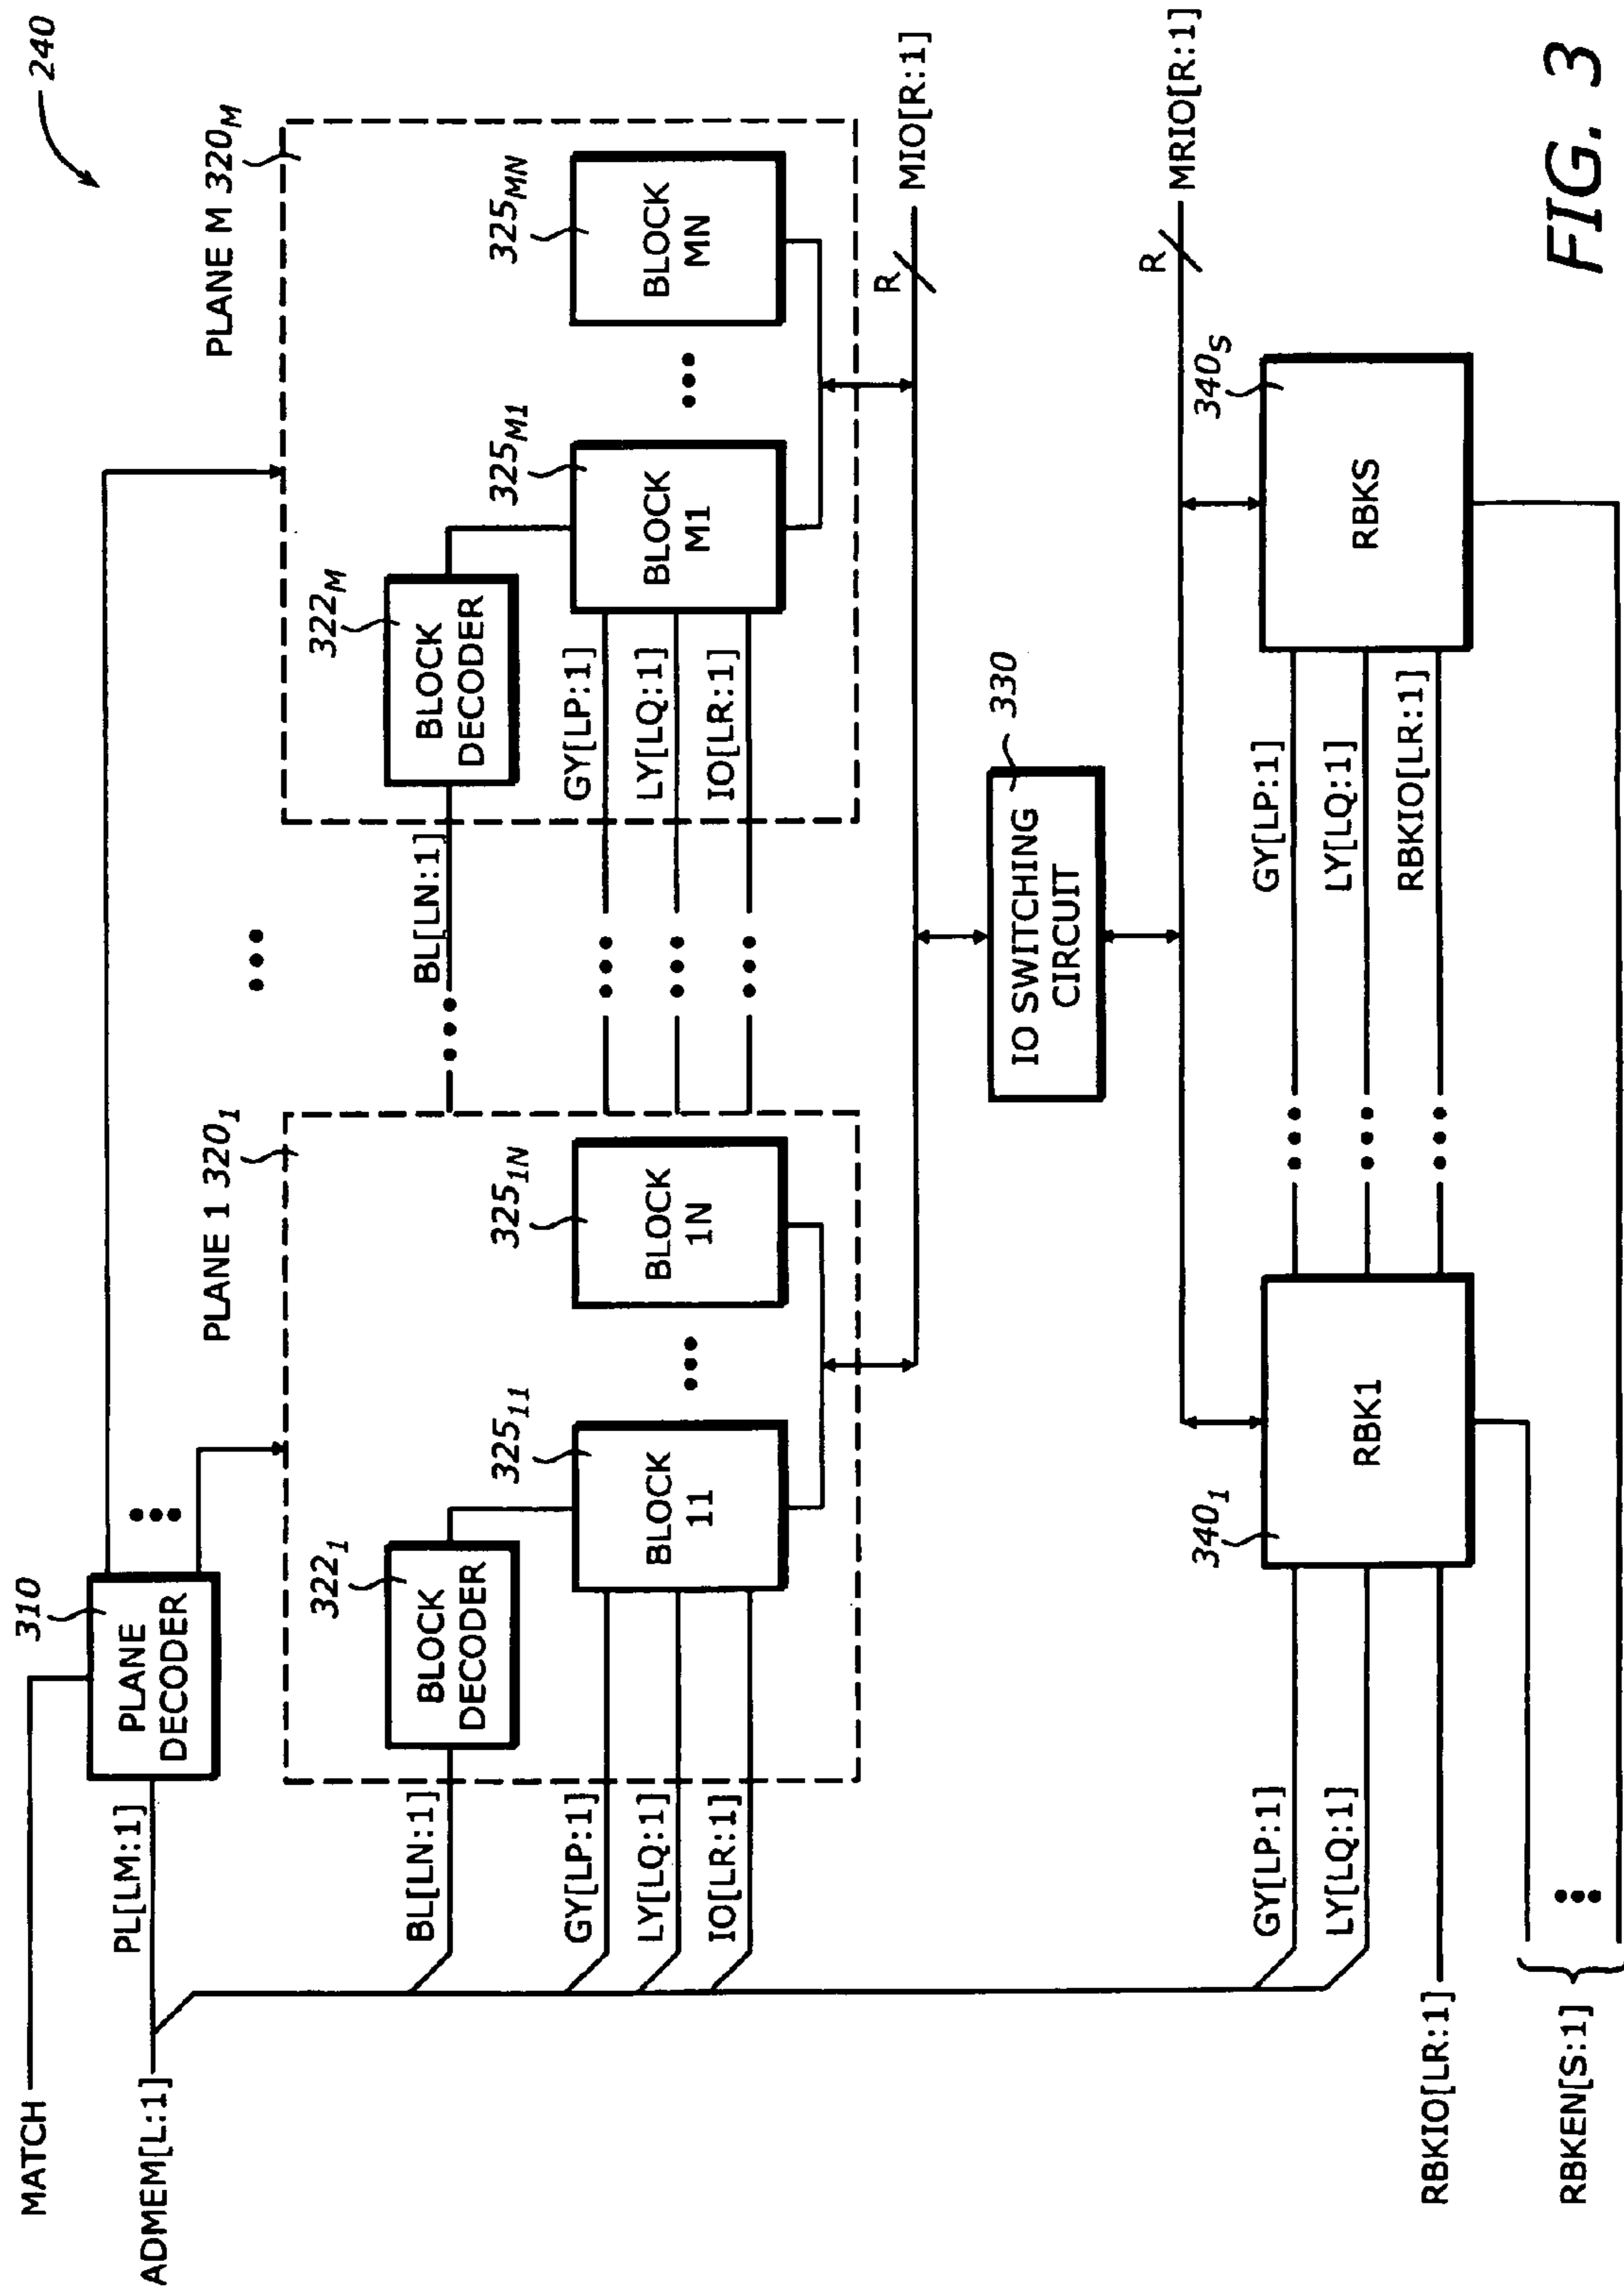 240
MATCH
310
PLANE
DECODER
PL[LM:1]
ADMEM[L:1]
PLANE 1 320₁
PLANE M 320M
322₁
BLOCK
DECODER
BL[LN:1]
325₁₁
BLOCK
11
325₁N
BLOCK
1N
GY[LP:1]
LY[LQ:1]
IO[LR:1]
BL[LN:1]
322M
BLOCK
DECODER
325M1
BLOCK
M1
325MN
BLOCK
MN
GY[LP:1]
LY[LQ:1]
IO[LR:1]
R
MIO[R:1]
IO SWITCHING
CIRCUIT
330
R
MRIO[R:1]
340₁
RBK1
340S
RBKS
GY[LP:1]
LY[LQ:1]
RBKIO[LR:1]
GY[LP:1]
LY[LQ:1]
RBKIO[LR:1]
RBKEN[S:1]
FIG. 3